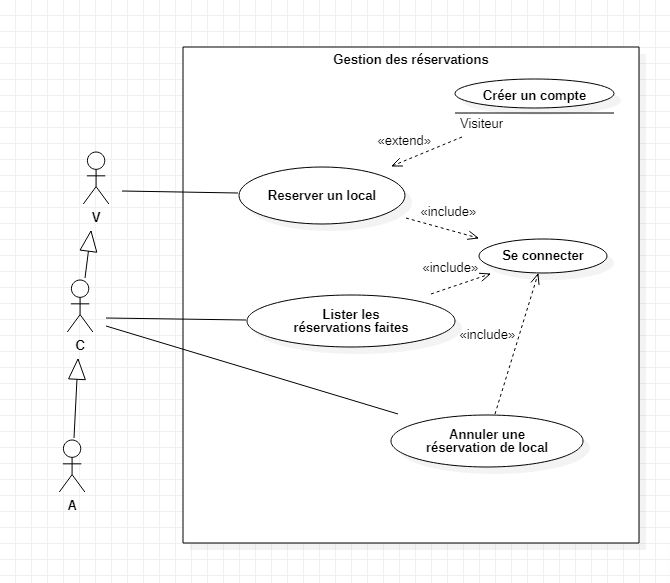 Gestion des réservations
Créer un compte
Visiteur
«extend»
V
Reserver un local
«include»
Se connecter
«include»
C
Lister les
réservations faites
«include»
Annuler une
réservation de local
A